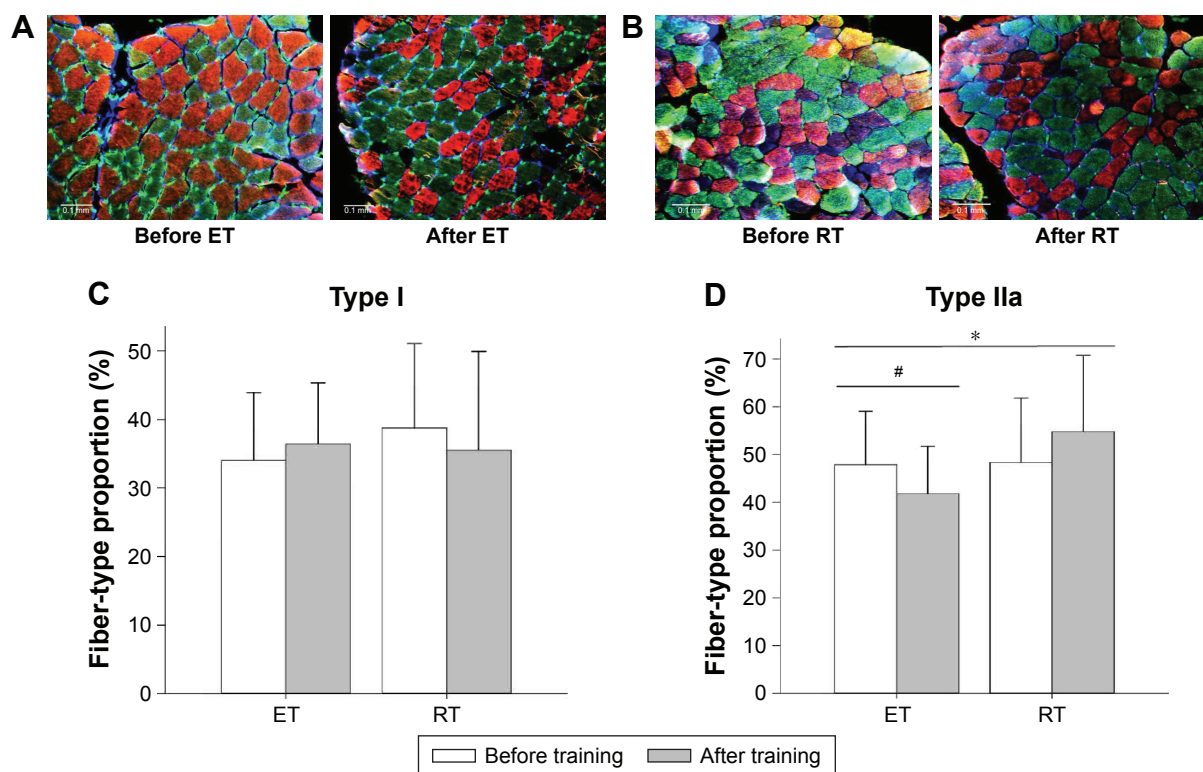 A
B
0.1 mm
0.1 mm
0.1 mm
0.1 mm
Before ET
After ET
Before RT
After RT
C
Type I
Fiber-type proportion (%)
50
40
30
20
10
0
ET
RT
D
Type IIa
Fiber-type proportion (%)
*
#
70
60
50
40
30
20
10
0
ET
RT
Before training
After training